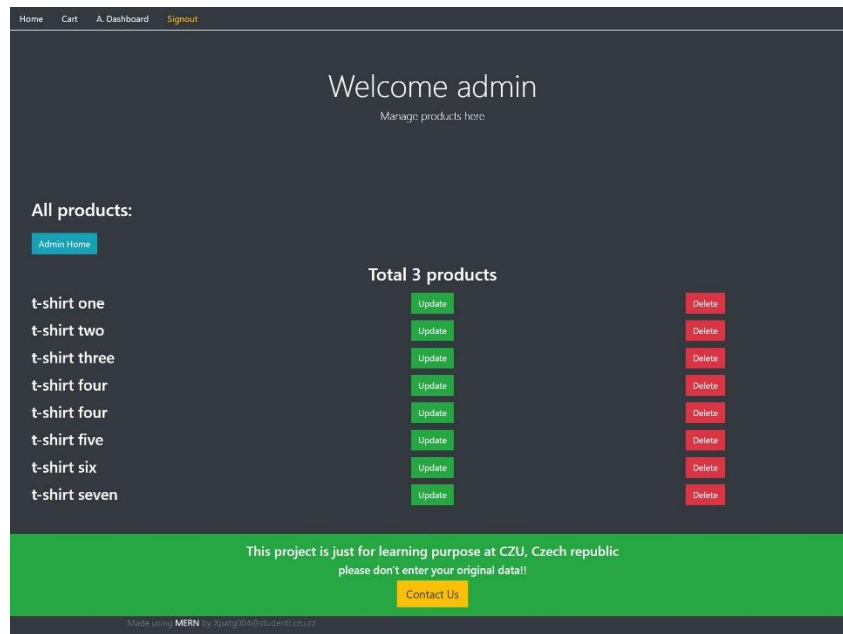 Home Cart A. Dashboard Signout
Welcome admin
Manage products here
All products:
Admin Home
Total 3 products
t-shirt one Update Delete
t-shirt two Update Delete
t-shirt three Update Delete
t-shirt four Update Delete
t-shirt four Update Delete
t-shirt five Update Delete
t-shirt six Update Delete
t-shirt seven Update Delete
This project is just for learning purpose at CZU, Czech republic
please don't enter your original data!!
Contact Us
Made using MERN by Xpatg004@studenti.czu.cz